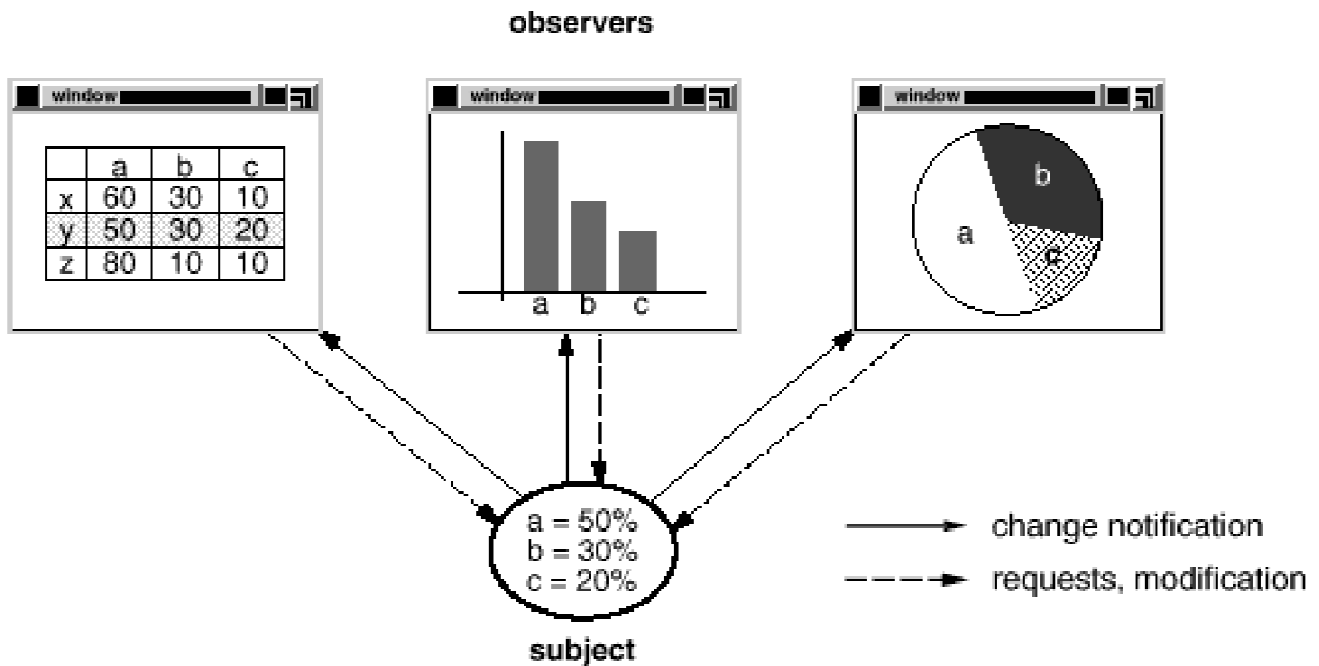 observers
window
a b c
x 60 30 10
y 50 30 20
z 80 10 10
window
a b c
window
b
a
c
a = 50%
b = 30%
c = 20%
subject
change notification
requests, modification